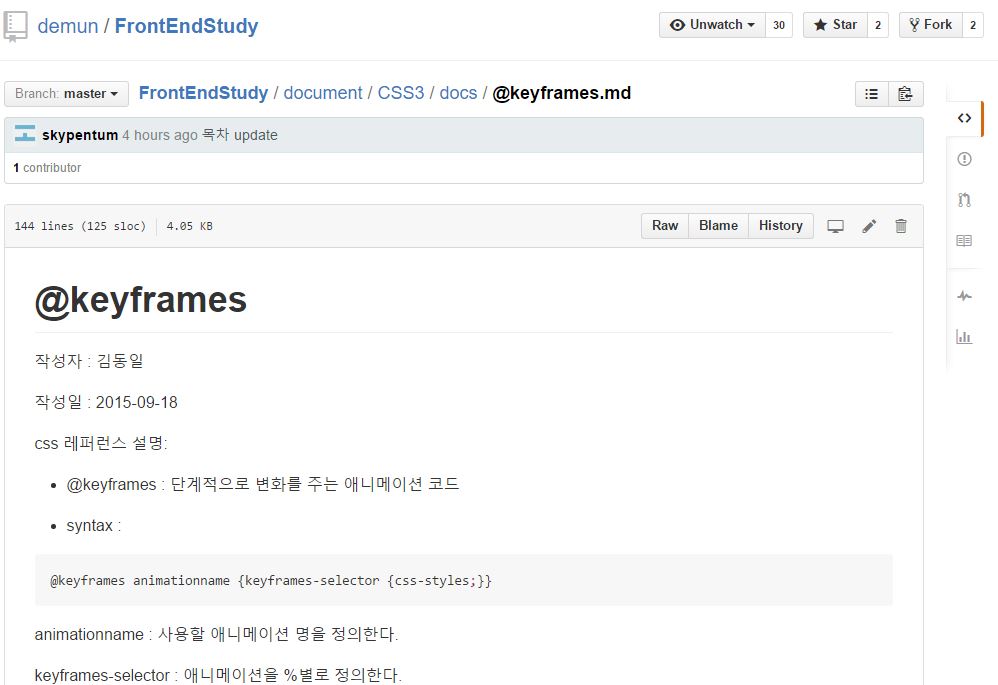 demun / FrontEndStudy
Unwatch 30 Star 2 Fork 2
Branch: master FrontEndStudy / document / CSS3 / docs / @keyframes.md
skypentum 4 hours ago 목차 update
1 contributor
144 lines (125 sloc) 4.05 KB Raw Blame History
@keyframes
작성자 : 김동일
작성일 : 2015-09-18
css 레퍼런스 설명:
@keyframes : 단계적으로 변화를 주는 애니메이션 코드
syntax :
@keyframes animationname {keyframes-selector {css-styles;}}
animationname : 사용할 애니메이션 명을 정의한다.
keyframes-selector : 애니메이션을 %별로 정의한다.